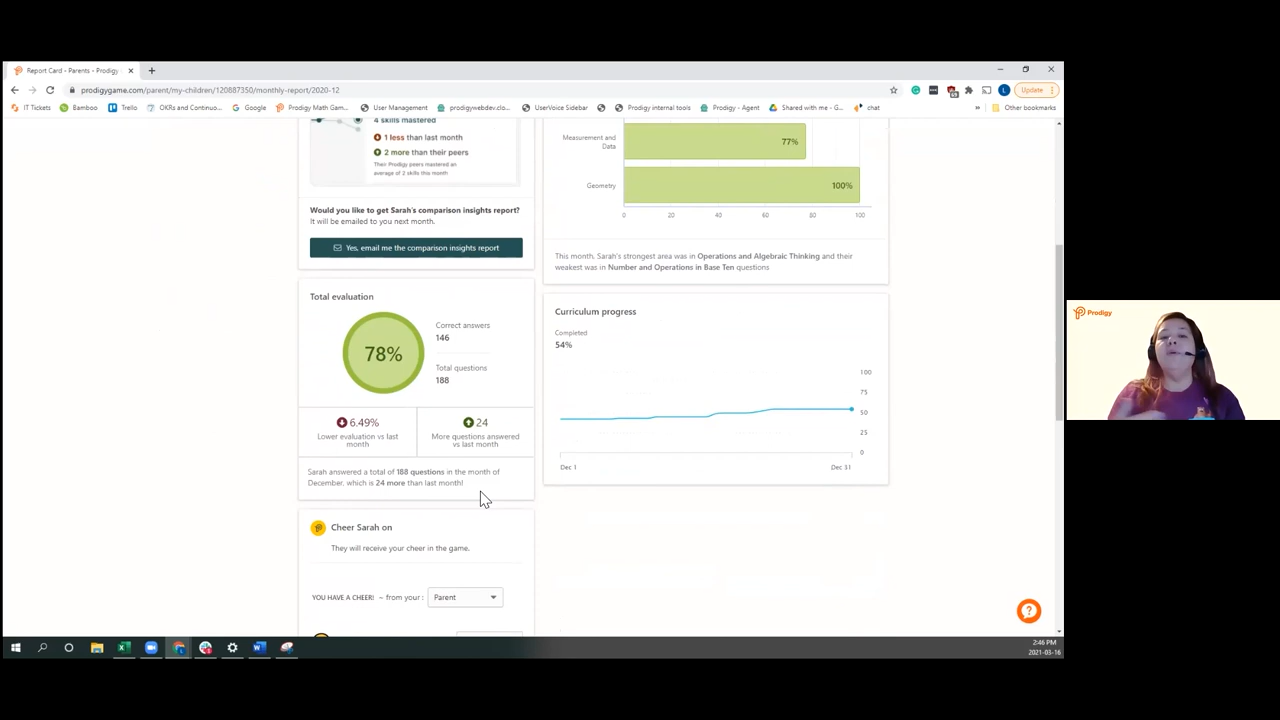 Report Card - Parents - Prodigy
prodigygame.com/parent/my-children/120887350/monthly-report/2020-12
Update
IT Tickets
Bamboo
Trello
OKRs and Continuo...
Google
Prodigy Math Gam...
User Management
prodigywebdev.clo...
UserVoice Sidebar
Prodigy internal tools
Prodigy - Agent
Shared with me - G...
chat
»
Other bookmarks
4 skills mastered
1 less than last month
2 more than their peers
Their Prodigy peers mastered an
average of 2 skills this month
Would you like to get Sarah's comparison insights report?
It will be emailed to you next month.
Yes, email me the comparison insights report
Measurement and
Data
77%
Geometry
100%
0 20 40 60 80 100
This month, Sarah's strongest area was in Operations and Algebraic Thinking and their
weakest was in Number and Operations in Base Ten questions
Total evaluation
78%
Correct answers
146
Total questions
188
6.49%
Lower evaluation vs last
month
24
More questions answered
vs last month
Sarah answered a total of 188 questions in the month of
December, which is 24 more than last month!
Curriculum progress
Completed
54%
100
75
50
25
0
Dec 1
Dec 31
Cheer Sarah on
They will receive your cheer in the game.
YOU HAVE A CHEER! - from your :
Parent
Prodigy
2:46 PM
2021-03-16